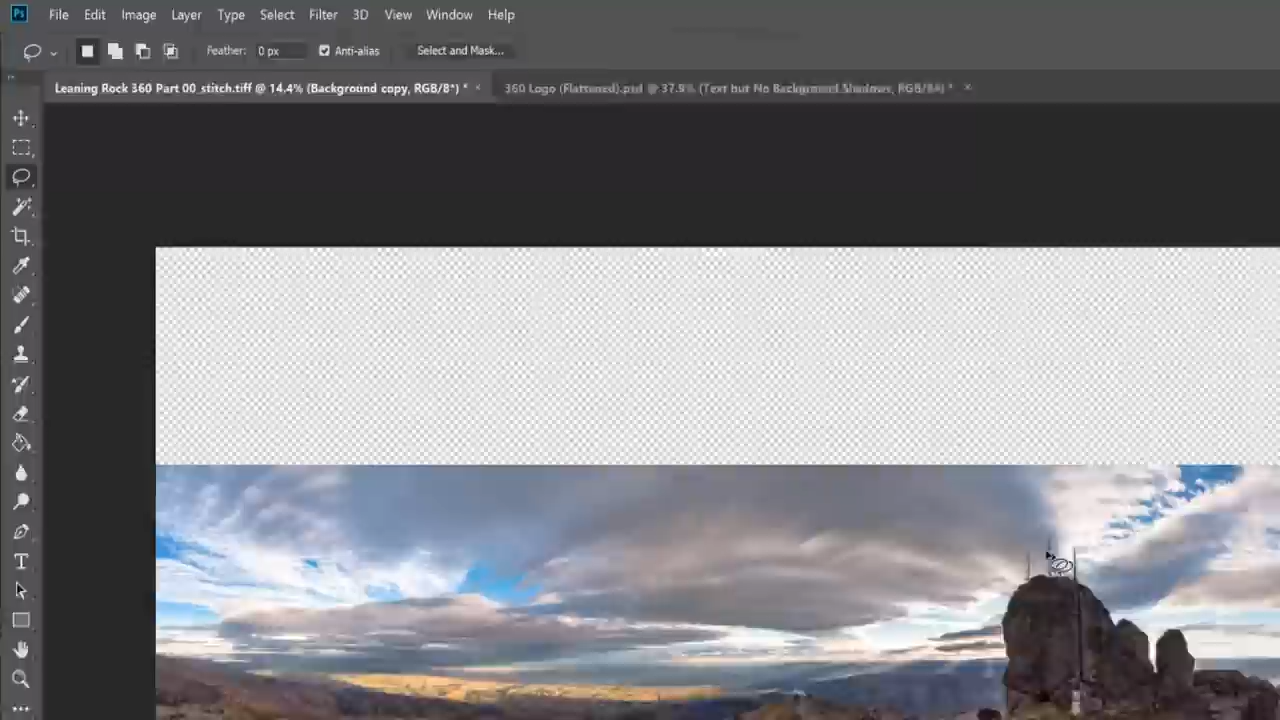 Ps File Edit Image Layer Type Select Filter 3D View Window Help
Feather: 0 px Anti-alias Select and Mask...
Leaning Rock 360 Part 00_stitch.tiff @ 14.4% (Background copy, RGB/8*) * × 360 Logo (Flattened).psd @ 37.9% (Text but No Background Shadows, RGB/8#) * ×
T